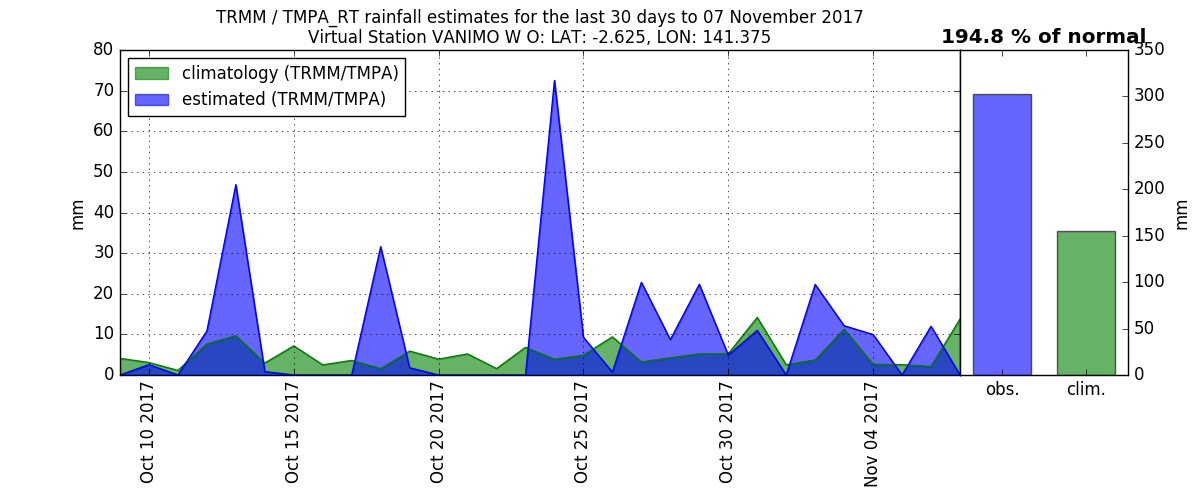 TRMM / TMPA_RT rainfall estimates for the last 30 days to 07 November 2017
Virtual Station VANIMO W O: LAT: -2.625, LON: 141.375
194.8 % of normal
climatology (TRMM/TMPA)
estimated (TRMM/TMPA)
mm
80
70
60
50
40
30
20
10
0
Oct 10 2017
Oct 15 2017
Oct 20 2017
Oct 25 2017
Oct 30 2017
Nov 04 2017
obs.
clim.
350
300
250
200
150
100
50
0
mm